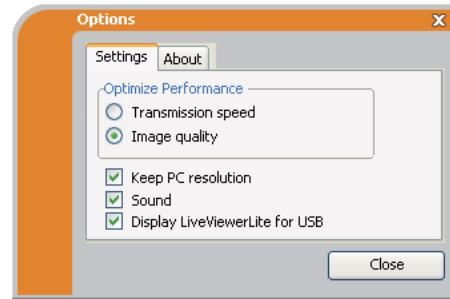 Options
Settings
About
Optimize Performance
Transmission speed
Image quality
Keep PC resolution
Sound
Display LiveViewerLite for USB
Close